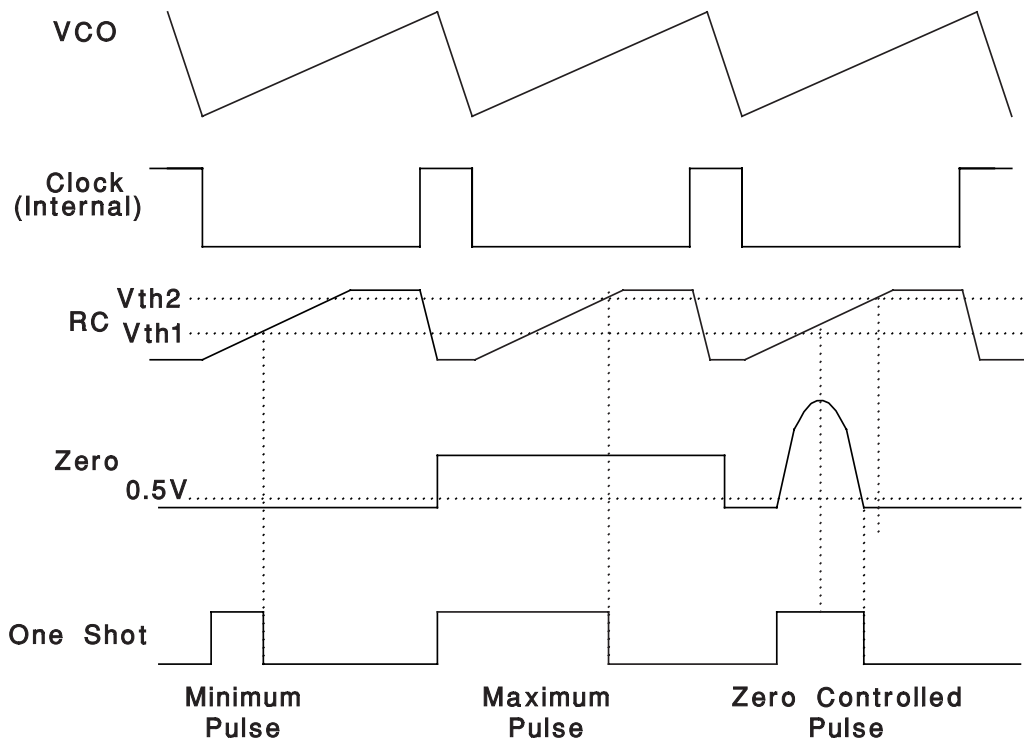 VCO
Clock
(Internal)
Vth2
RC
Vth1
Zero
0.5V
One Shot
Minimum
Pulse
Maximum
Pulse
Zero Controlled
Pulse